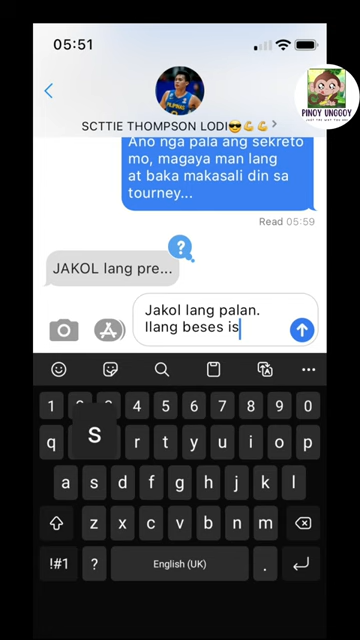 05:51
PINOY UNGGOY
SCTTIE THOMPSON LODI😎💪💪 >
Ano nga pala ang sekreto
mo, magaya man lang
at baka makasali din sa
tourney...
Read 05:59
?
JAKOL lang pre...
Jakol lang palan.
Ilang beses is
1 4 5 6 7 8 9 0
q S r t y u i o p
a s d f g h j k l
z x c v b n m
!#1 ? English (UK) .